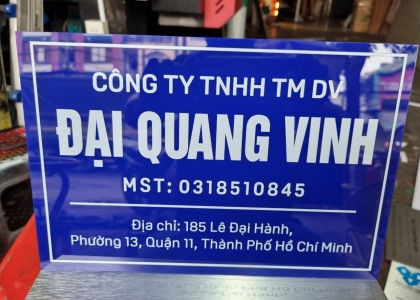 CÔNG TY TNHH TM DV
ĐẠI QUANG VINH
MST: 0318510845
Địa chỉ: 185 Lê Đại Hành,
Phường 13, Quận 11, Thành Phố Hồ Chí Minh